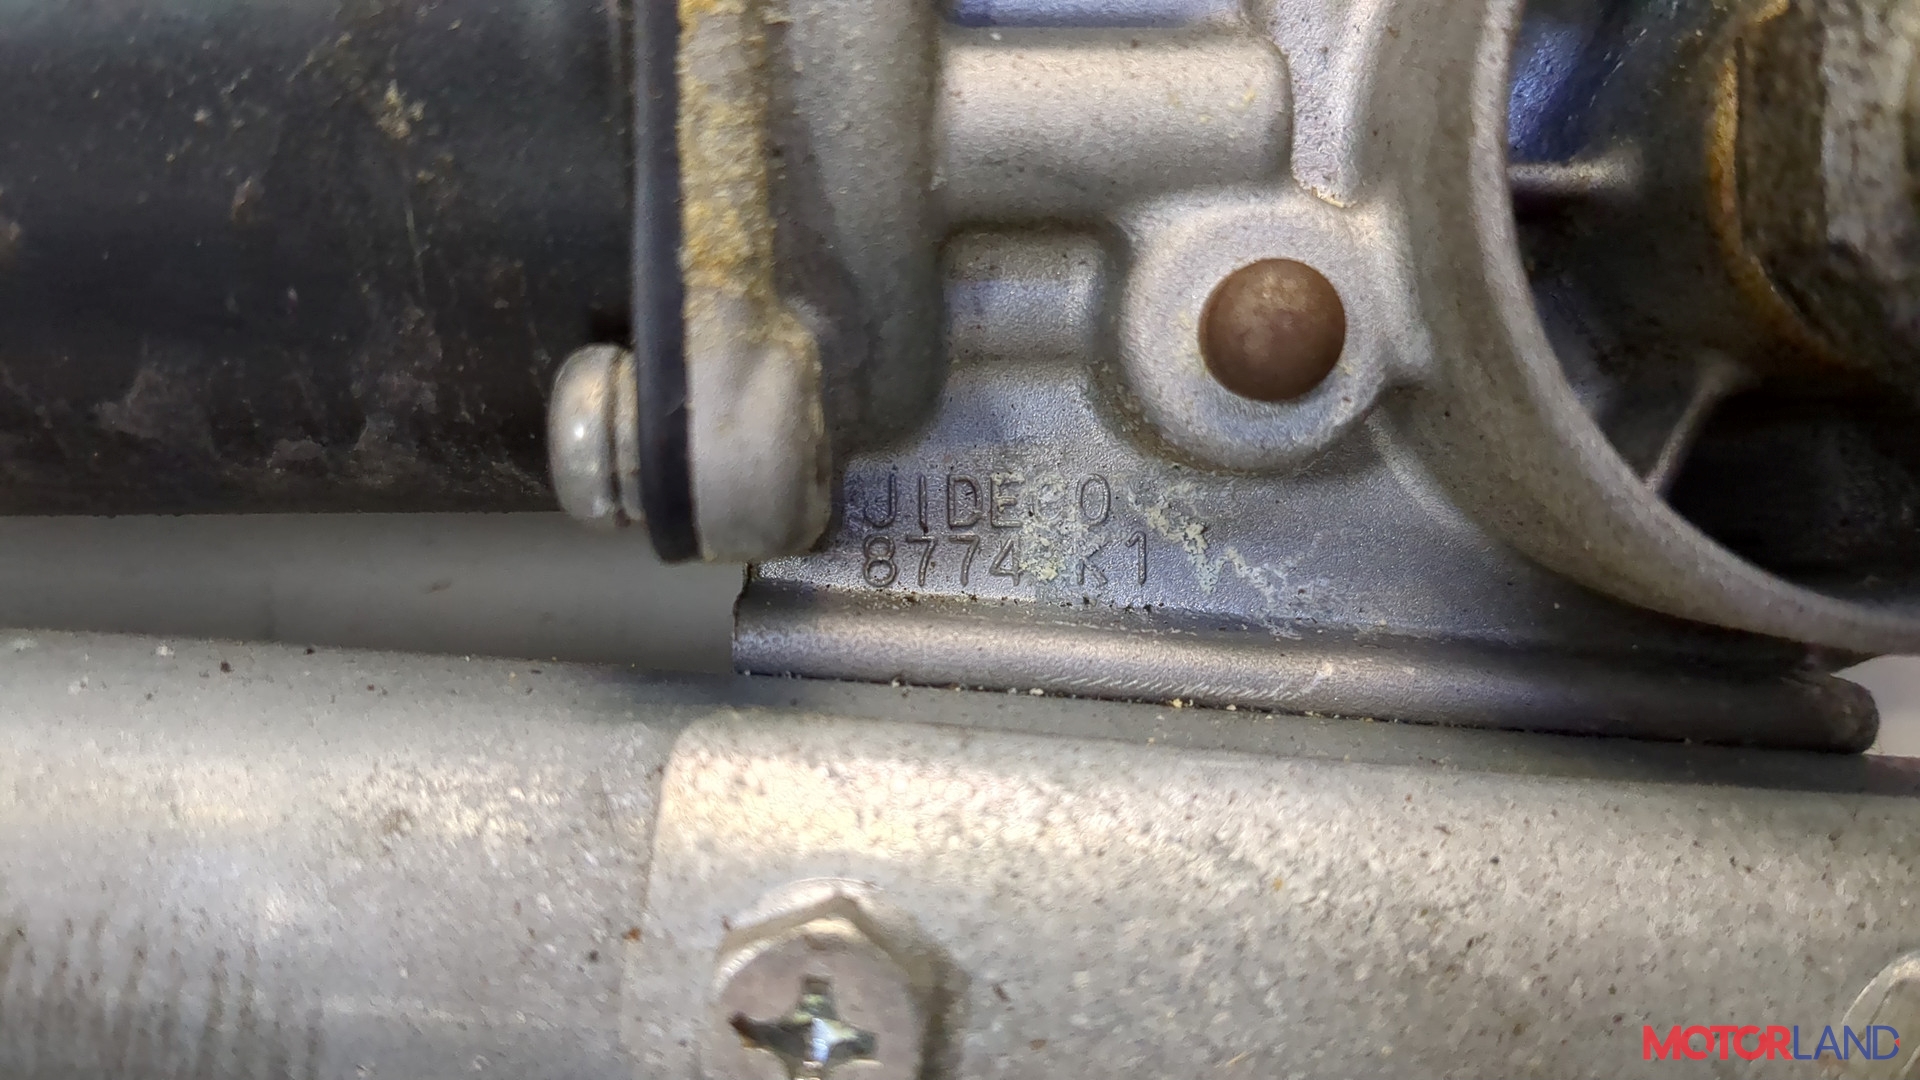 JIDECO
8774 K1
MOTORLAND